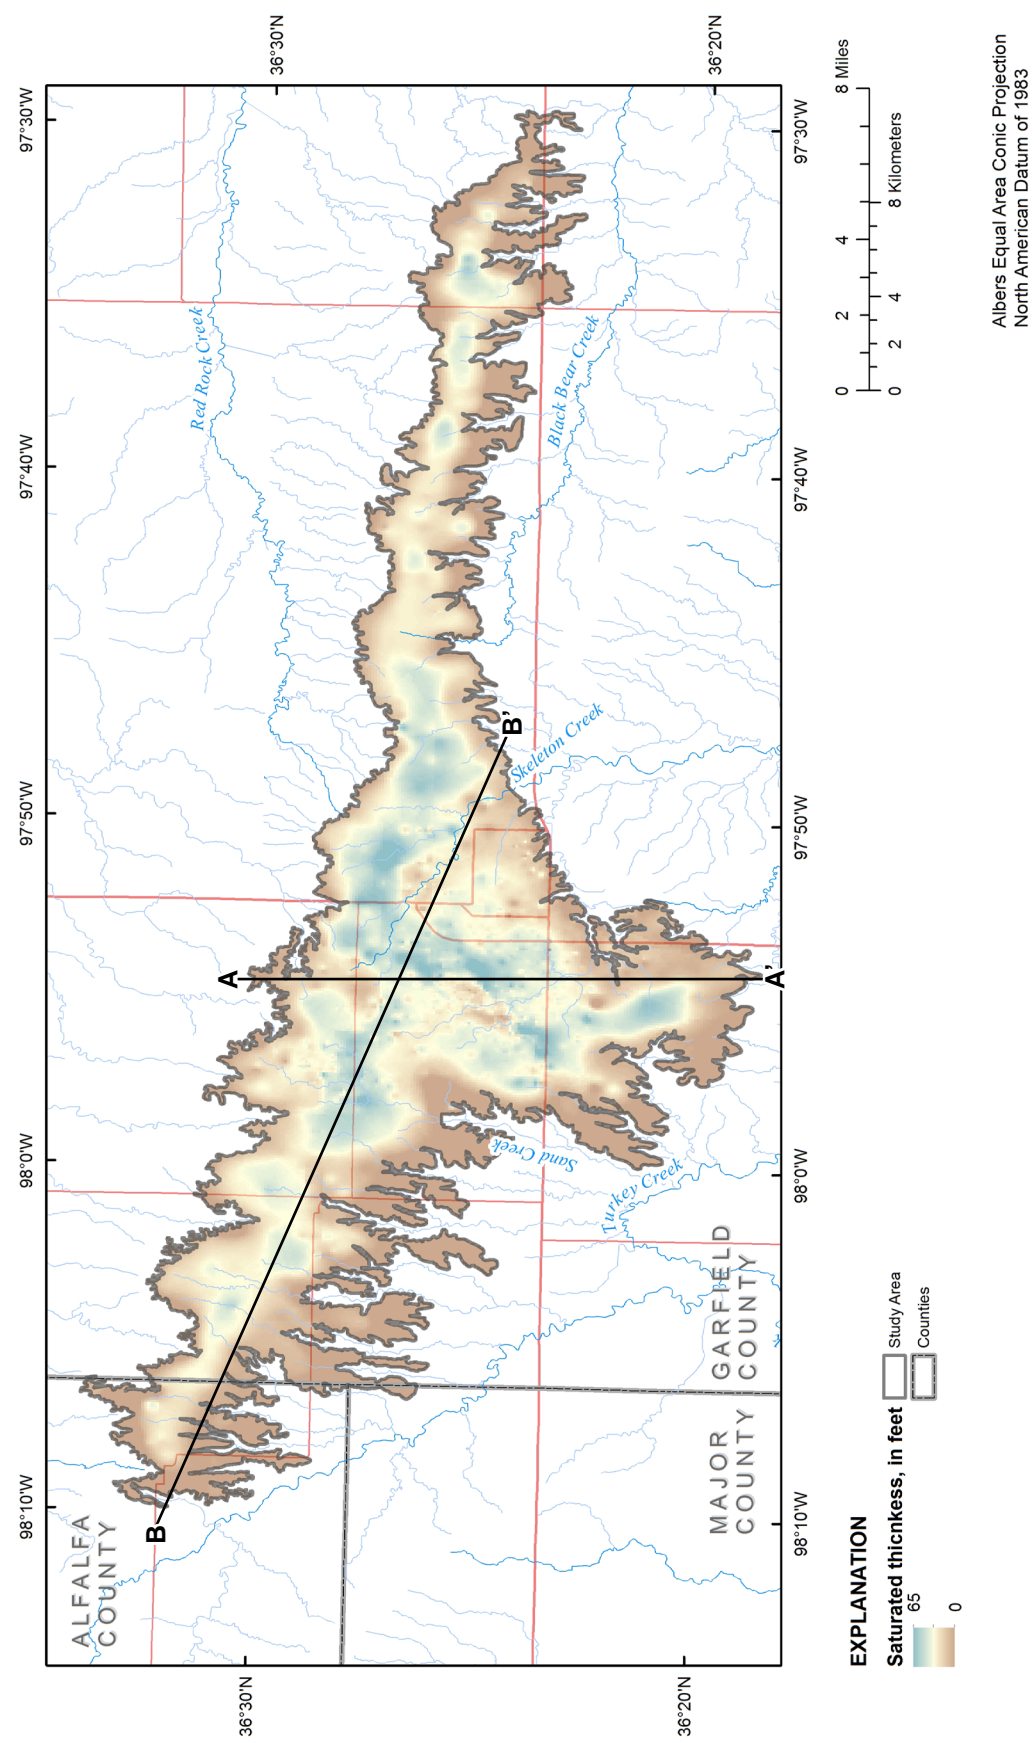 98°10'W
98°0'W
97°50'W
97°40'W
97°30'W
ALFALFA
COUNTY
B
Red Rock Creek
A
36°30'N
36°30'N
B'
Skeleton Creek
Black Bear Creek
Sand Creek
Turkey Creek
MAJOR
COUNTY
GARFIELD
COUNTY
A'
36°20'N
36°20'N
98°10'W
98°0'W
97°50'W
97°40'W
97°30'W
EXPLANATION
Saturated thicnkess, in feet
65
0
Study Area
Counties
0 2 4 8 Miles
0 2 4 8 Kilometers
Albers Equal Area Conic Projection
North American Datum of 1983